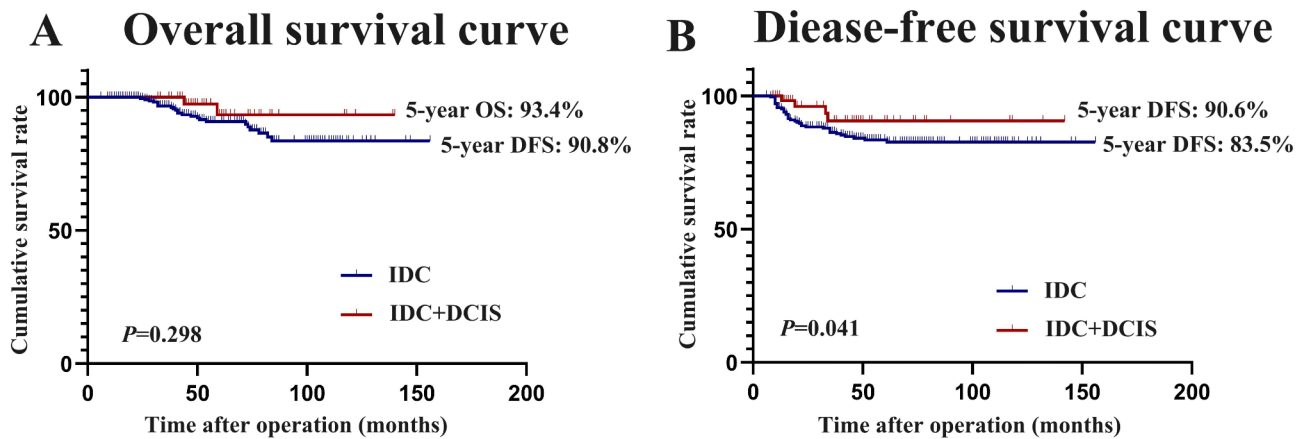 A
Overall survival curve
100
50
0
Cumulative survival rate
5-year OS: 93.4%
5-year DFS: 90.8%
IDC
IDC+DCIS
P=0.298
0
50
100
150
200
Time after operation (months)
B
Diease-free survival curve
100
50
0
Cumulative survival rate
5-year DFS: 90.6%
5-year DFS: 83.5%
IDC
IDC+DCIS
P=0.041
0
50
100
150
200
Time after operation (months)